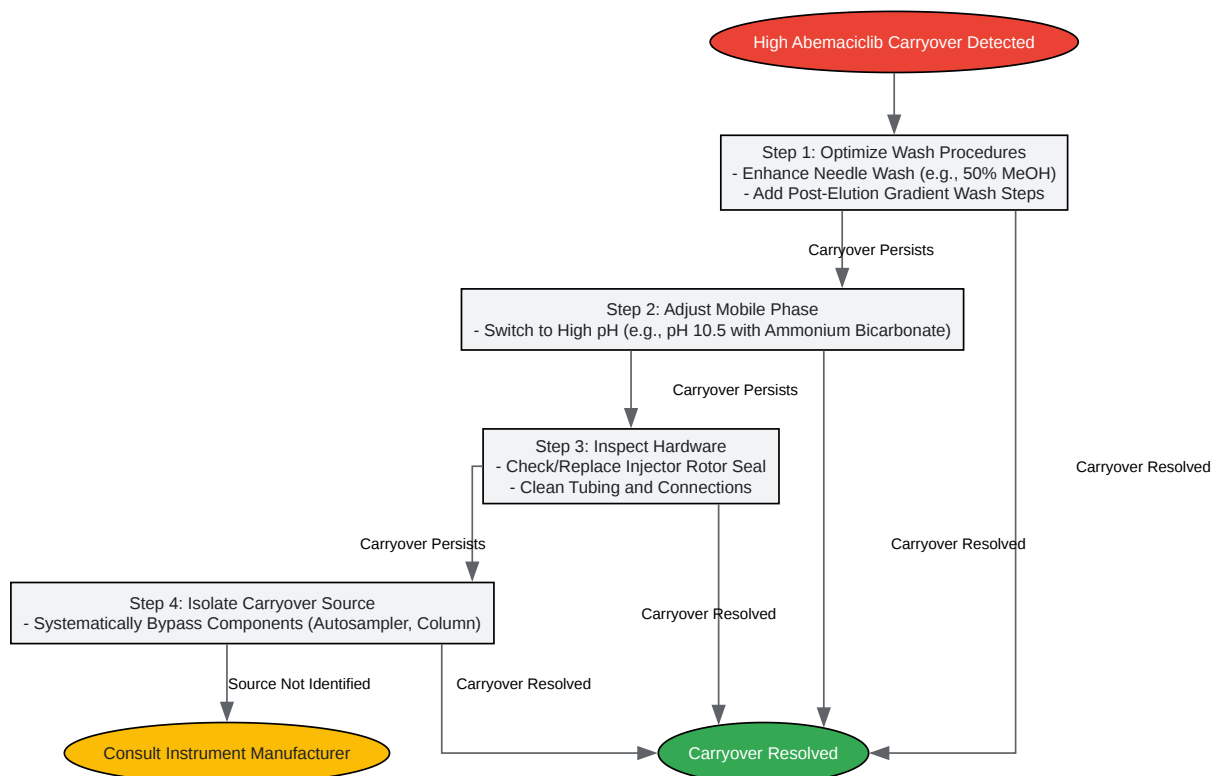 High Abemaciclib Carryover Detected
Step 1: Optimize Wash Procedures
- Enhance Needle Wash (e.g., 50% MeOH)
- Add Post-Elution Gradient Wash Steps
Carryover Persists
Step 2: Adjust Mobile Phase
- Switch to High pH (e.g., pH 10.5 with Ammonium Bicarbonate)
Carryover Persists
Step 3: Inspect Hardware
- Check/Replace Injector Rotor Seal
- Clean Tubing and Connections
Carryover Resolved
Carryover Persists
Carryover Resolved
Step 4: Isolate Carryover Source
- Systematically Bypass Components (Autosampler, Column)
Carryover Resolved
Source Not Identified
Carryover Resolved
Consult Instrument Manufacturer
Carryover Resolved